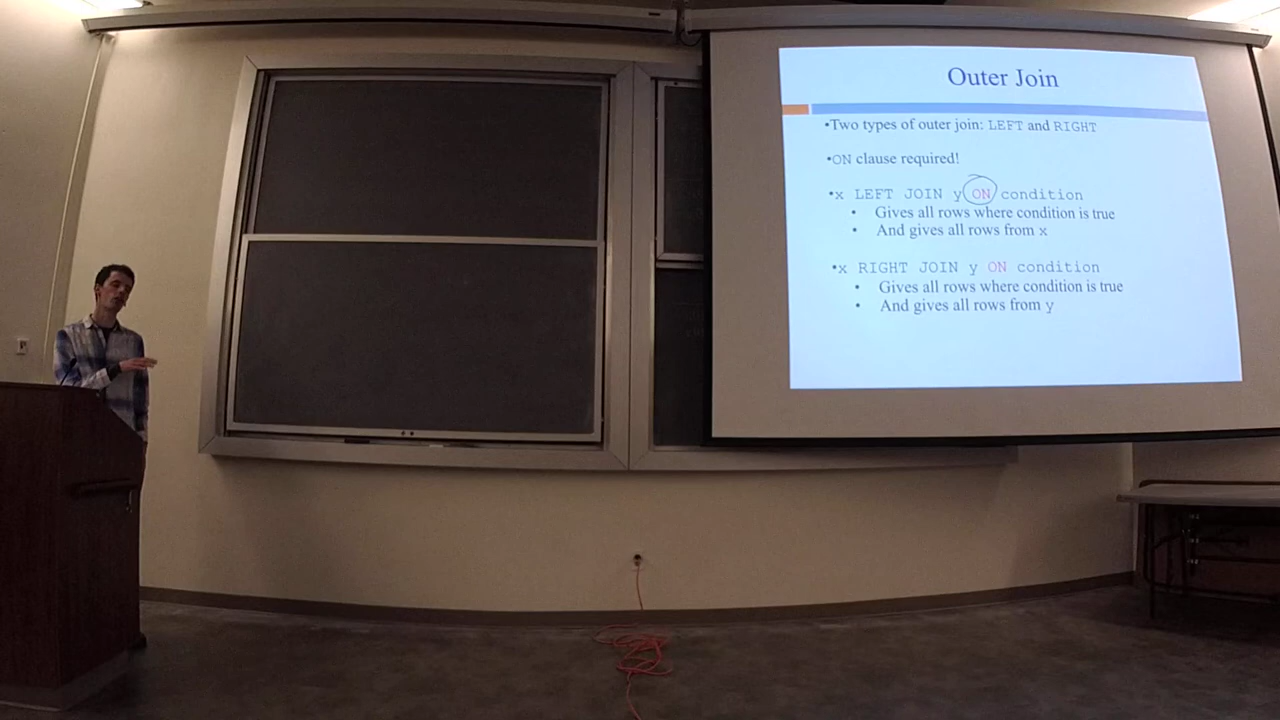 Outer Join
•Two types of outer join: LEFT and RIGHT
•ON clause required!
•x LEFT JOIN y ON condition
• Gives all rows where condition is true
• And gives all rows from x
•x RIGHT JOIN y ON condition
• Gives all rows where condition is true
• And gives all rows from y